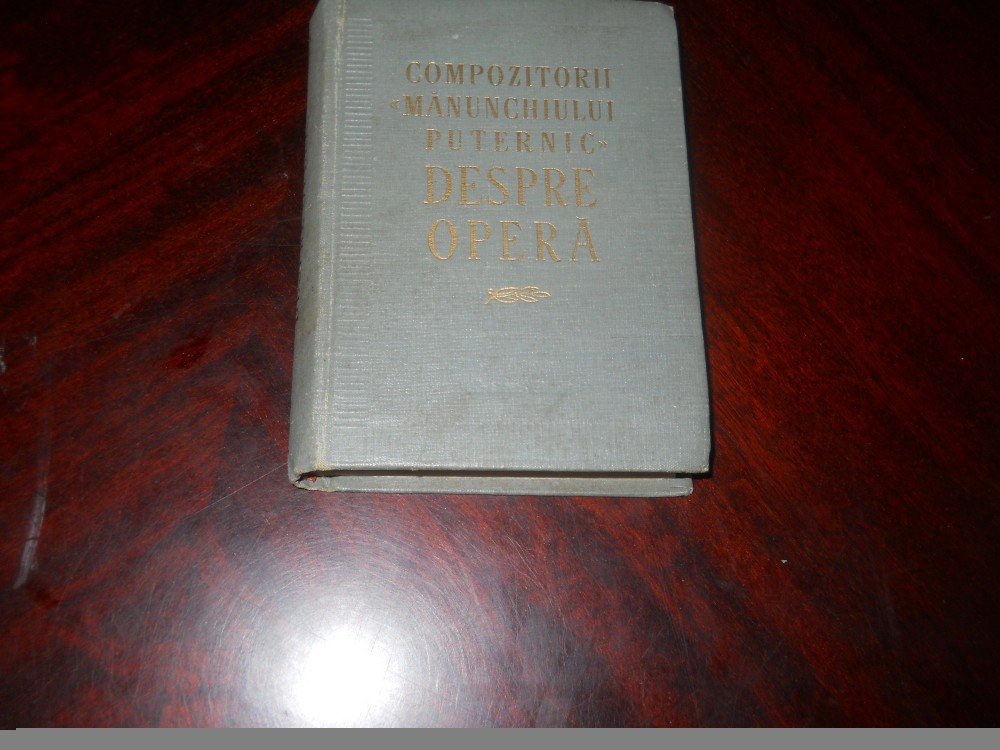 COMPOZITORII
«MĂNUNCHIULUI
PUTERNIC»
DESPRE
OPERĂ